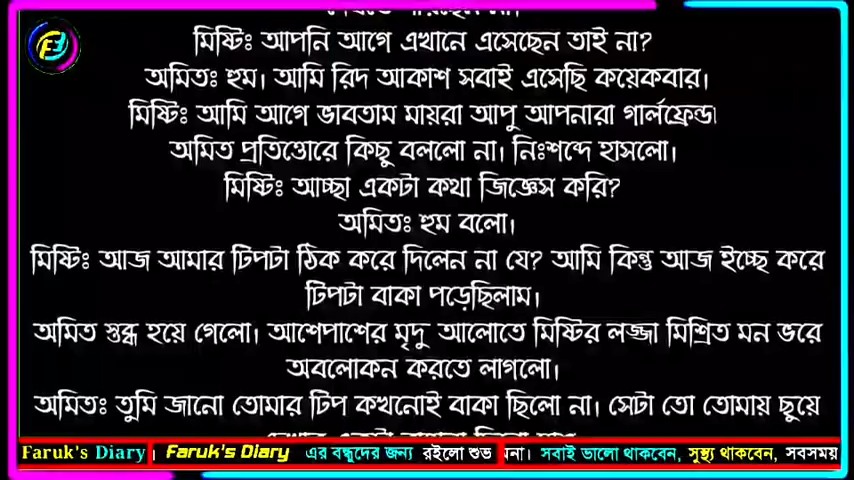 মিষ্টিঃ আপনি আগে এখানে এসেছেন তাই না?
অমিতঃ হুম। আমি রিদ আকাশ সবাই এসেছি কয়েকবার।
মিষ্টিঃ আমি আগে ভাবতাম মায়রা আপু আপনারা গার্লফ্রেন্ড।
অমিত প্রতিত্তোরে কিছু বললো না। নিঃশব্দে হাসলো।
মিষ্টিঃ আচ্ছা একটা কথা জিজ্ঞেস করি?
অমিতঃ হুম বলো।
মিষ্টিঃ আজ আমার টিপটা ঠিক করে দিলেন না যে? আমি কিন্তু আজ ইচ্ছে করে
টিপটা বাকা পড়েছিলাম।
অমিত স্তব্ধ হয়ে গেলো। আশেপাশের মৃদু আলোতে মিষ্টির লজ্জা মিশ্রিত মন ভরে
অবলোকন করতে লাগলো।
অমিতঃ তুমি জানো তোমার টিপ কখনোই বাকা ছিলো না। সেটা তো তোমায় ছুয়ে
Faruk's Diary। Faruk's Diary এর বন্ধুদের জন্য রইলো শুভ মনা। সবাই ভালো থাকবেন, সুস্থ্য থাকবেন, সবসময়